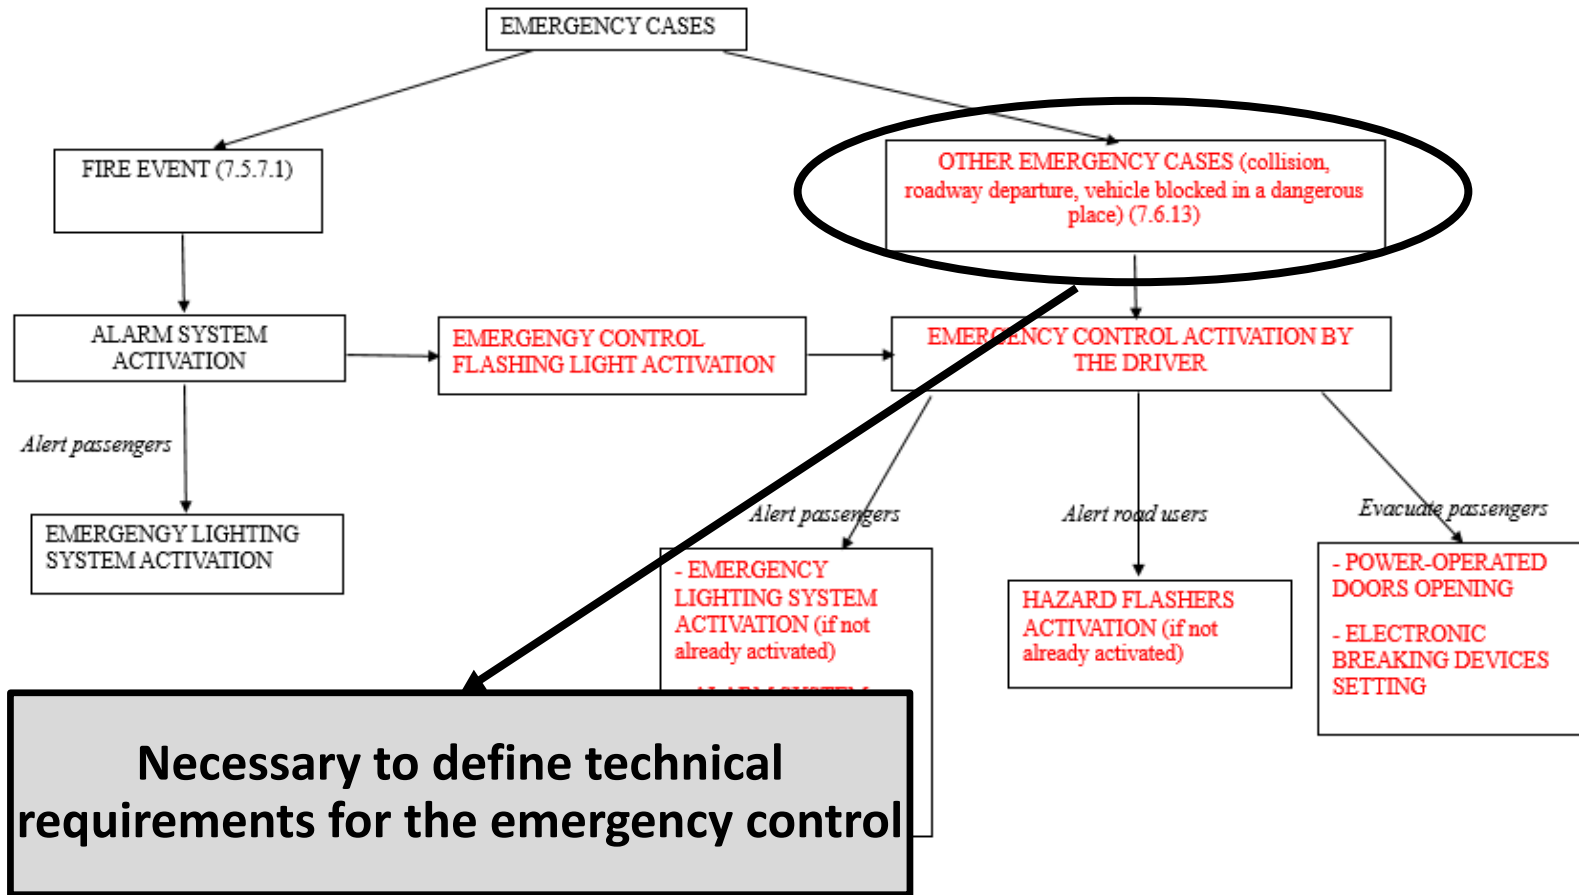 EMERGENCY CASES
FIRE EVENT (7.5.7.1)
OTHER EMERGENCY CASES (collision,
roadway departure, vehicle blocked in a dangerous
place) (7.6.13)
ALARM SYSTEM
ACTIVATION
EMERGENGY CONTROL
FLASHING LIGHT ACTIVATION
EMERGENCY CONTROL ACTIVATION BY
THE DRIVER
Alert passengers
Alert passengers
Alert road users
Evacuate passengers
EMERGENGY LIGHTING
SYSTEM ACTIVATION
- EMERGENCY
LIGHTING SYSTEM
ACTIVATION (if not
already activated)
- ALARM SYSTEM
HAZARD FLASHERS
ACTIVATION (if not
already activated)
- POWER-OPERATED
DOORS OPENING
- ELECTRONIC
BREAKING DEVICES
SETTING
Necessary to define technical
requirements for the emergency control